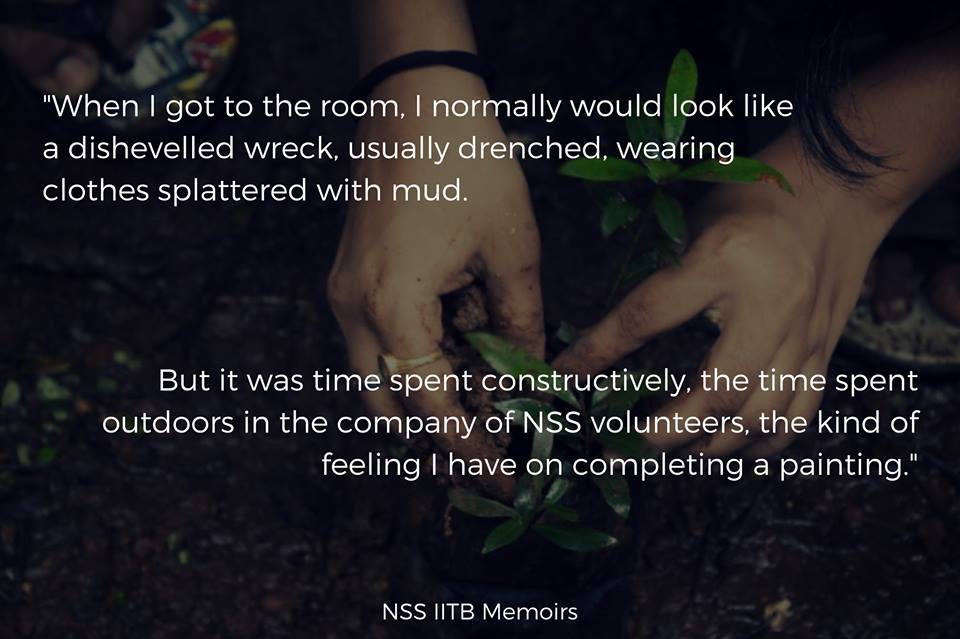 "When I got to the room, I normally would look like
a dishevelled wreck, usually drenched, wearing
clothes splattered with mud.
But it was time spent constructively, the time spent
outdoors in the company of NSS volunteers, the kind of
feeling I have on completing a painting."
NSS IITB Memoirs